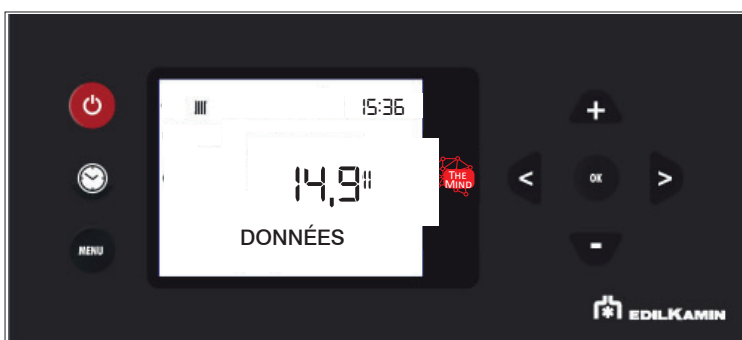 15:36
14,9"
THE
MIND
DONNÉES
MENU
< OK >
+
-
EDILKAMIN